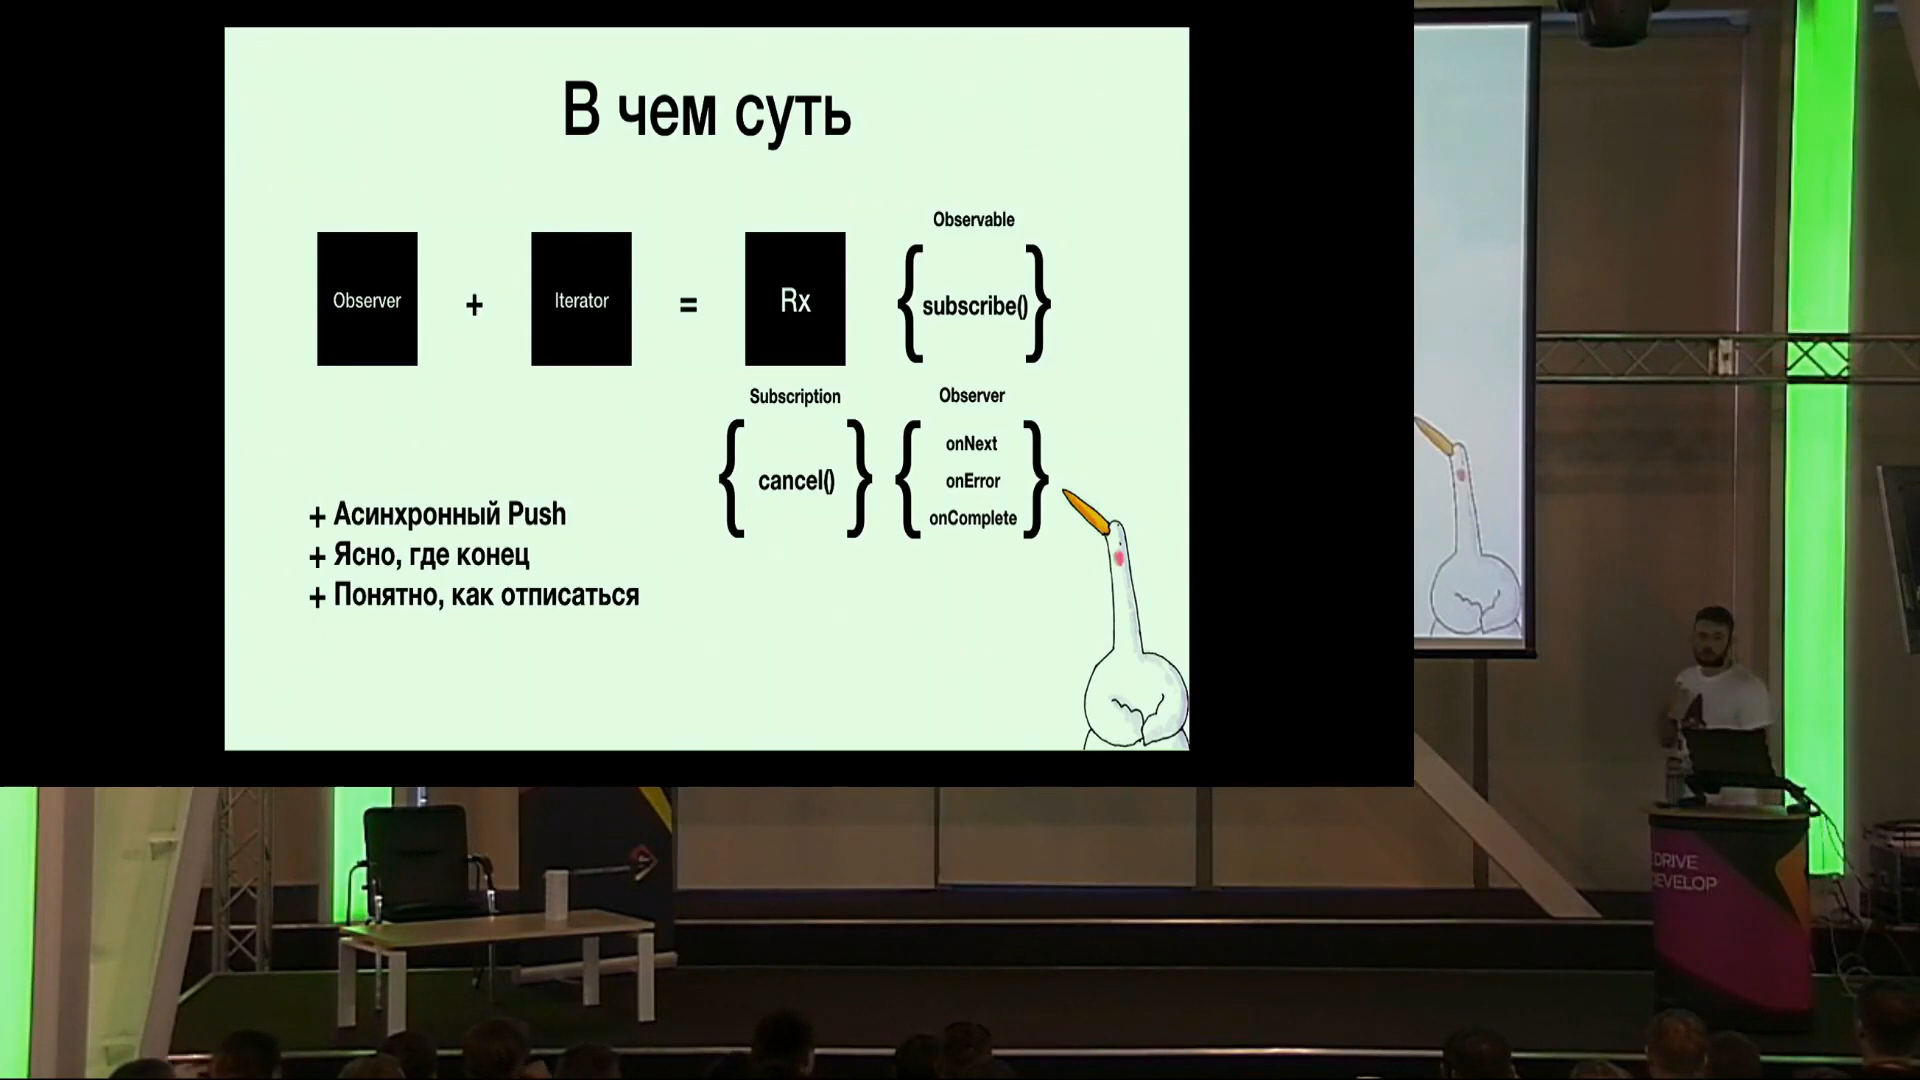 В чем суть
Observer
+
Iterator
=
Rx
Observable
{subscribe()}
Subscription
{cancel()}
Observer
{onNext
onError
onComplete}
+ Асинхронный Push
+ Ясно, где конец
+ Понятно, как отписаться
DRIVE
DEVELOP